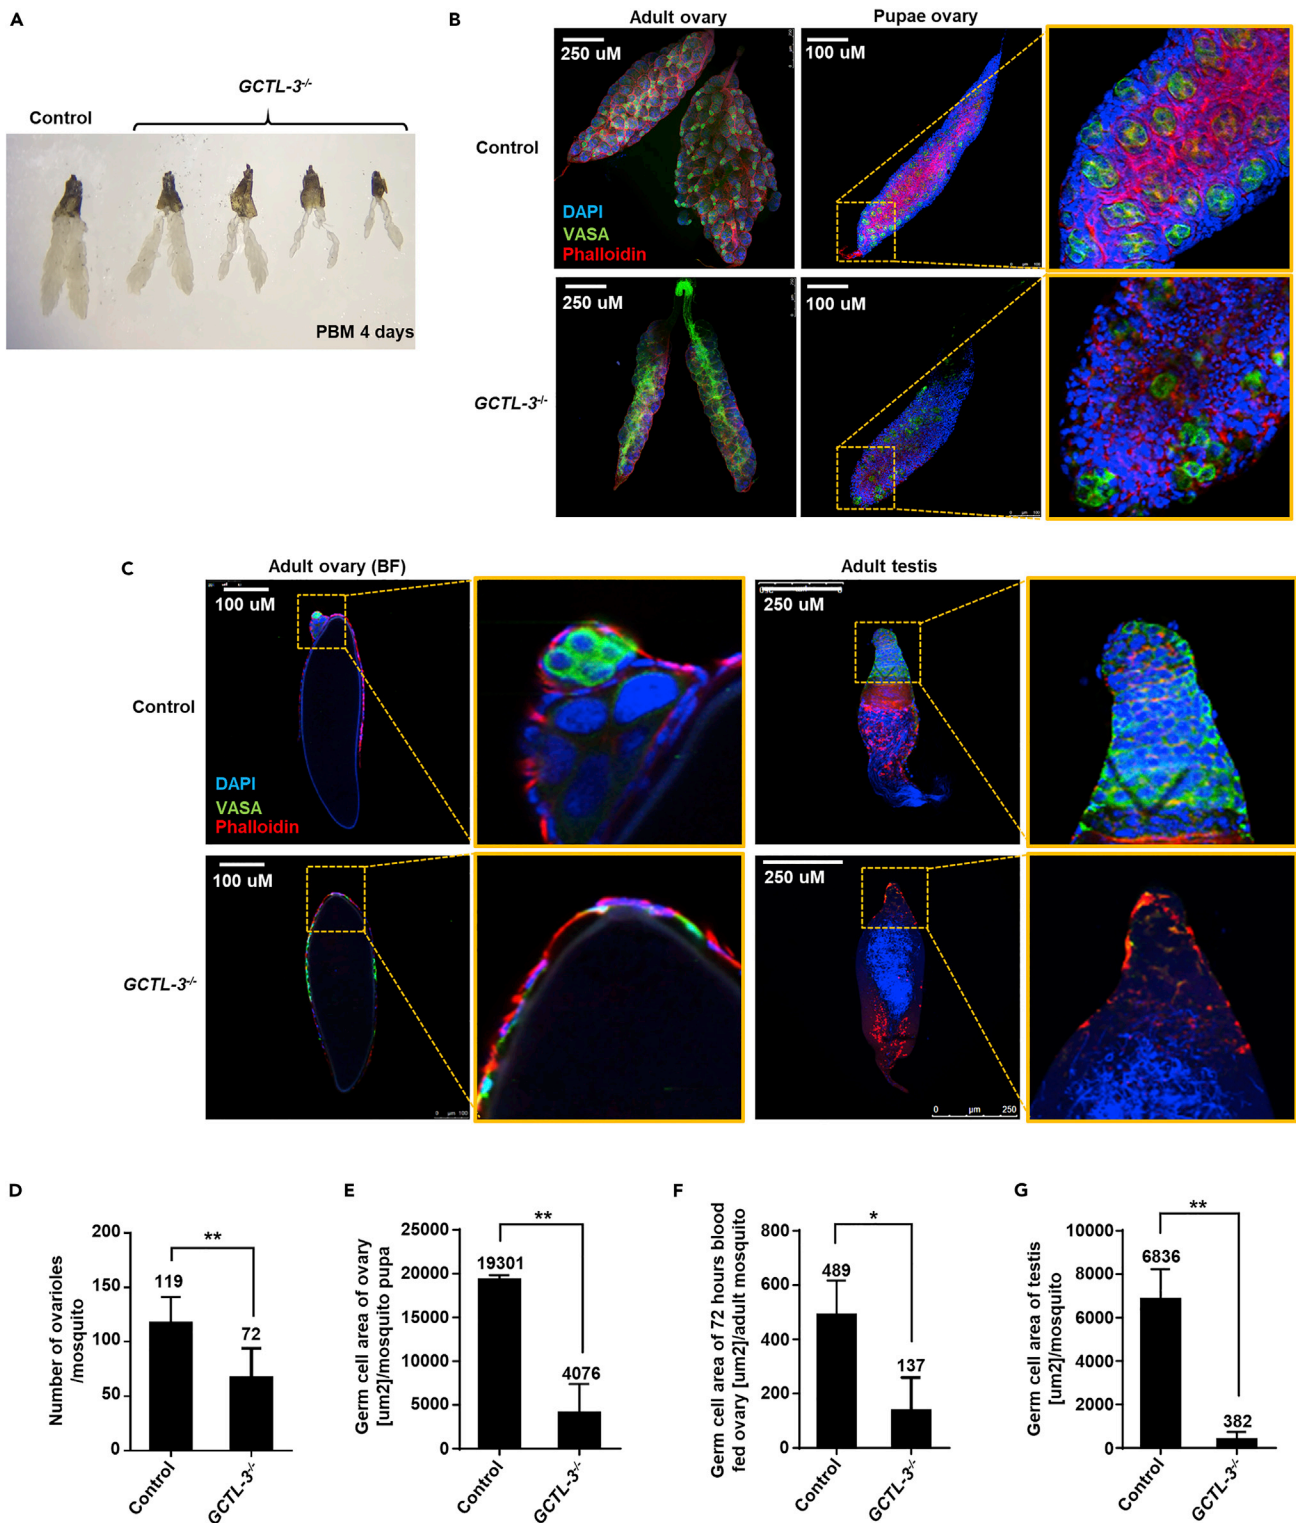 A
GCTL-3-/-
Control
PBM 4 days
B
Adult ovary
Pupae ovary
250 uM
100 uM
Control
DAPI
VASA
Phalloidin
250 uM
100 uM
GCTL-3-/-
C
Adult ovary (BF)
Adult testis
100 uM
250 uM
Control
DAPI
VASA
Phalloidin
100 uM
250 uM
GCTL-3-/-
0 µm 250
D
Number of ovarioles
/mosquito
200
150
100
50
0
119
72
**
Control
GCTL-3-/-
E
Germ cell area of ovary
[um2]/mosquito pupa
25000
20000
15000
10000
5000
0
19301
4076
**
Control
GCTL-3-/-
F
Germ cell area of 72 hours blood
fed ovary [um2]/adult mosquito
800
600
400
200
0
489
137
*
Control
GCTL-3-/-
G
Germ cell area of testis
[um2]/mosquito
10000
8000
6000
4000
2000
0
6836
382
**
Control
GCTL-3-/-